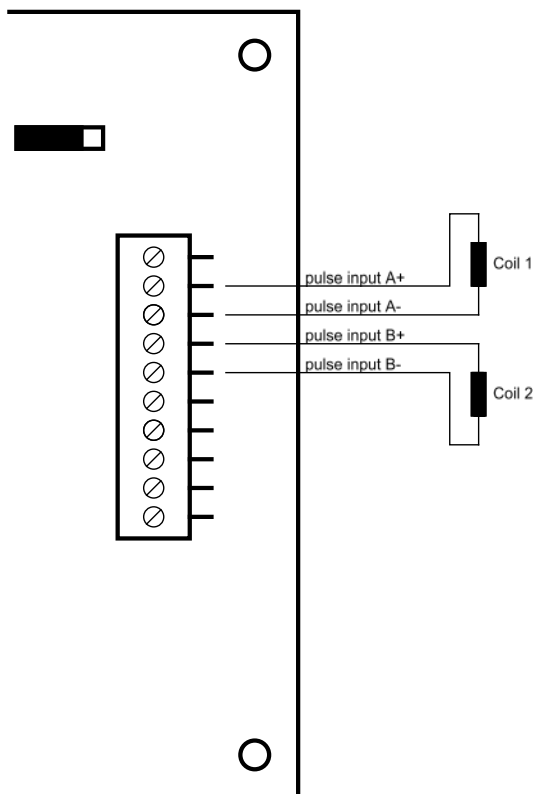 Coil 1
pulse input A+
pulse input A-
pulse input B+
pulse input B-
Coil 2